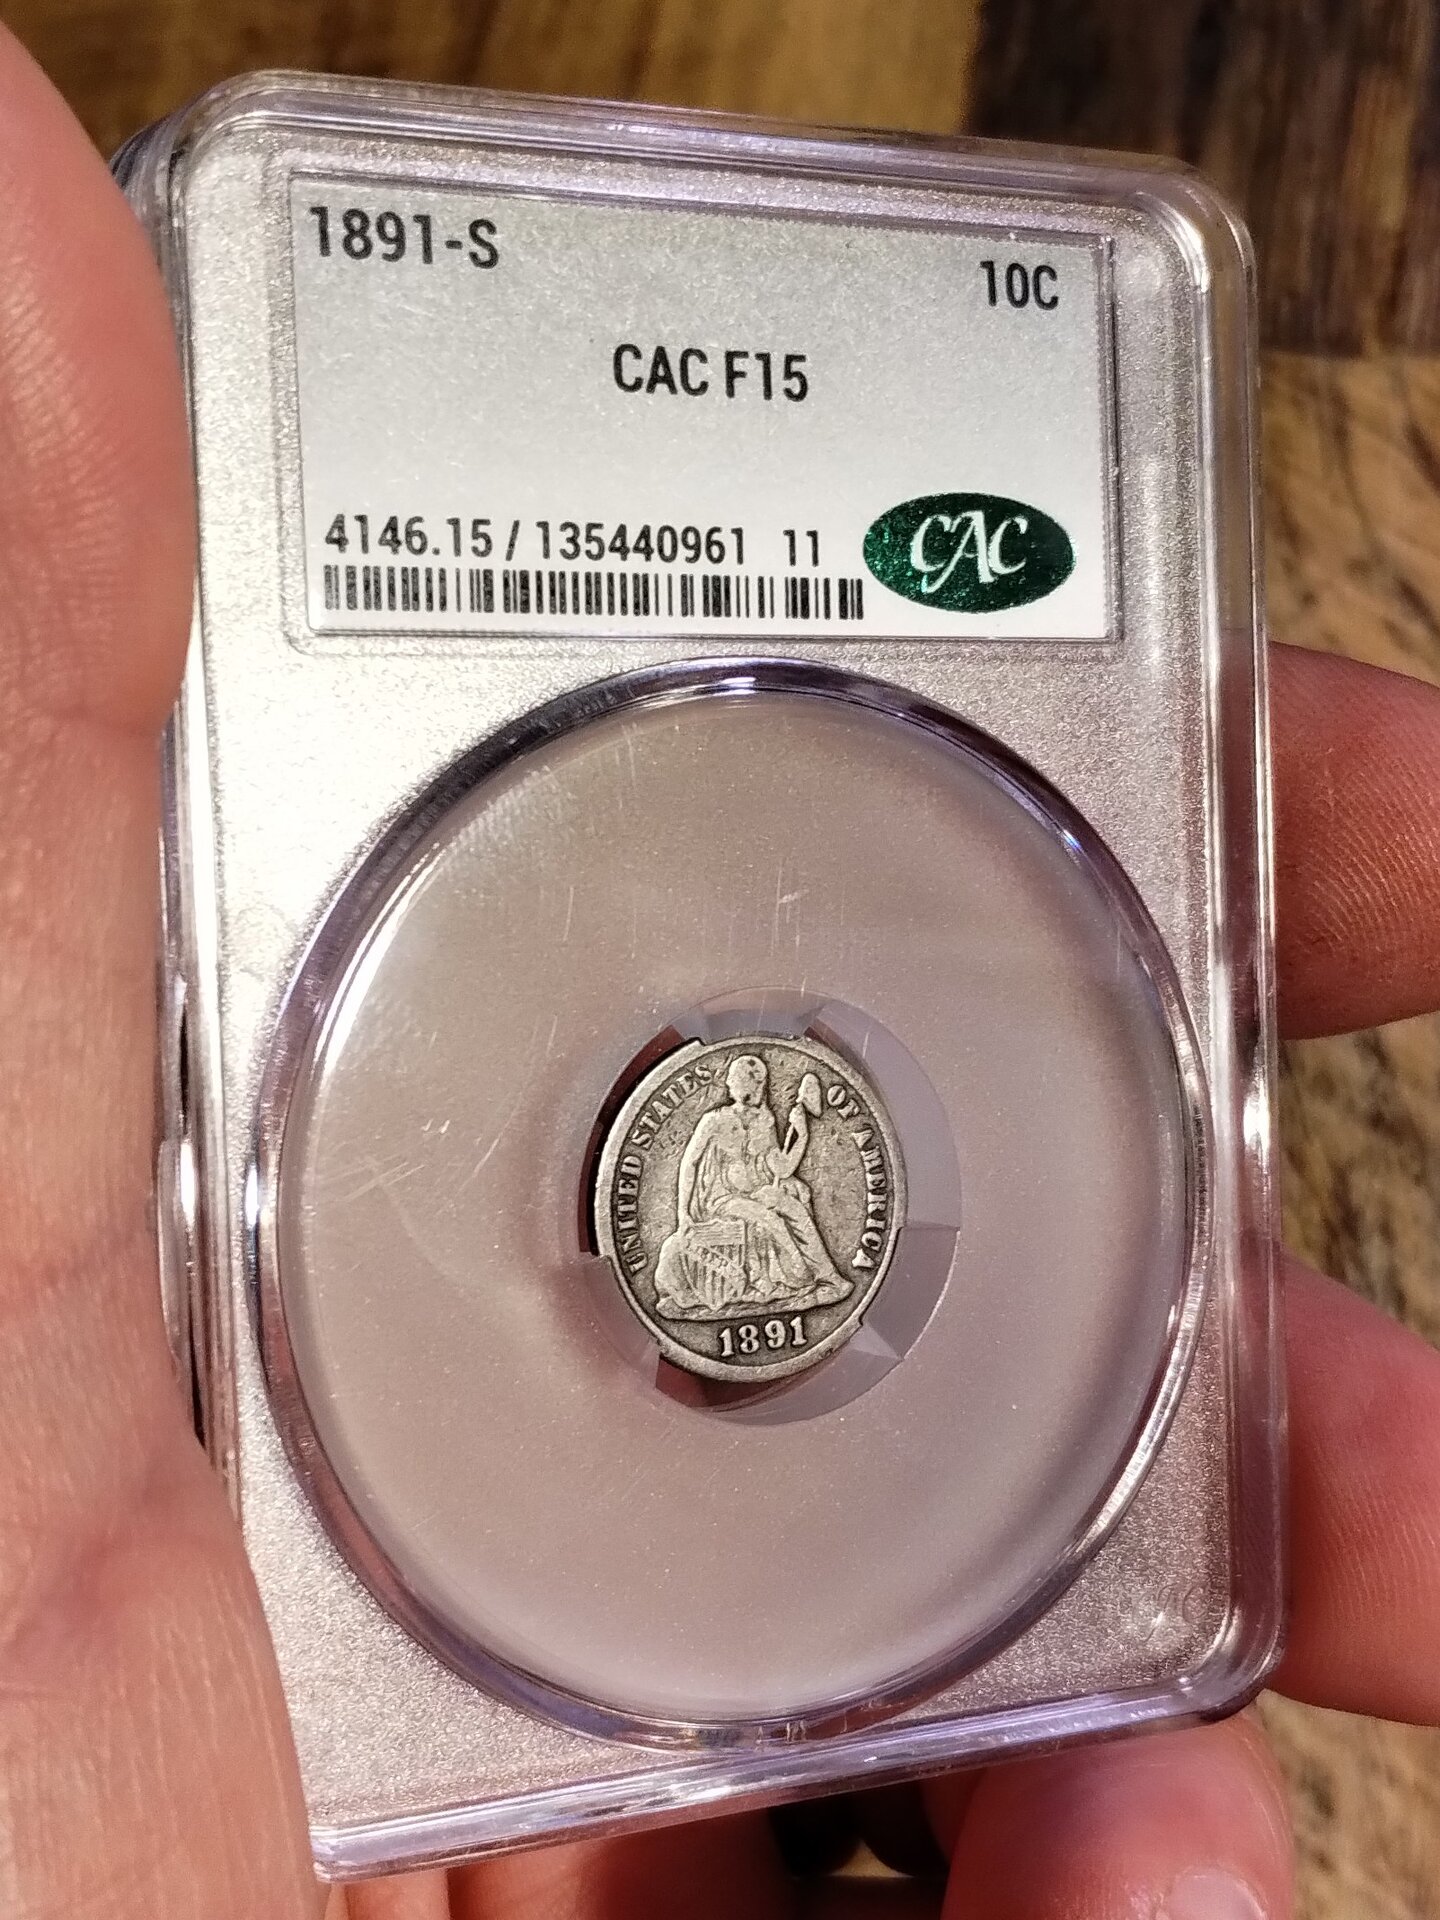 1891-S
10C
CAC F15
4146.15 / 135440961 11
CAC
UNITED STATES OF AMERICA
1891